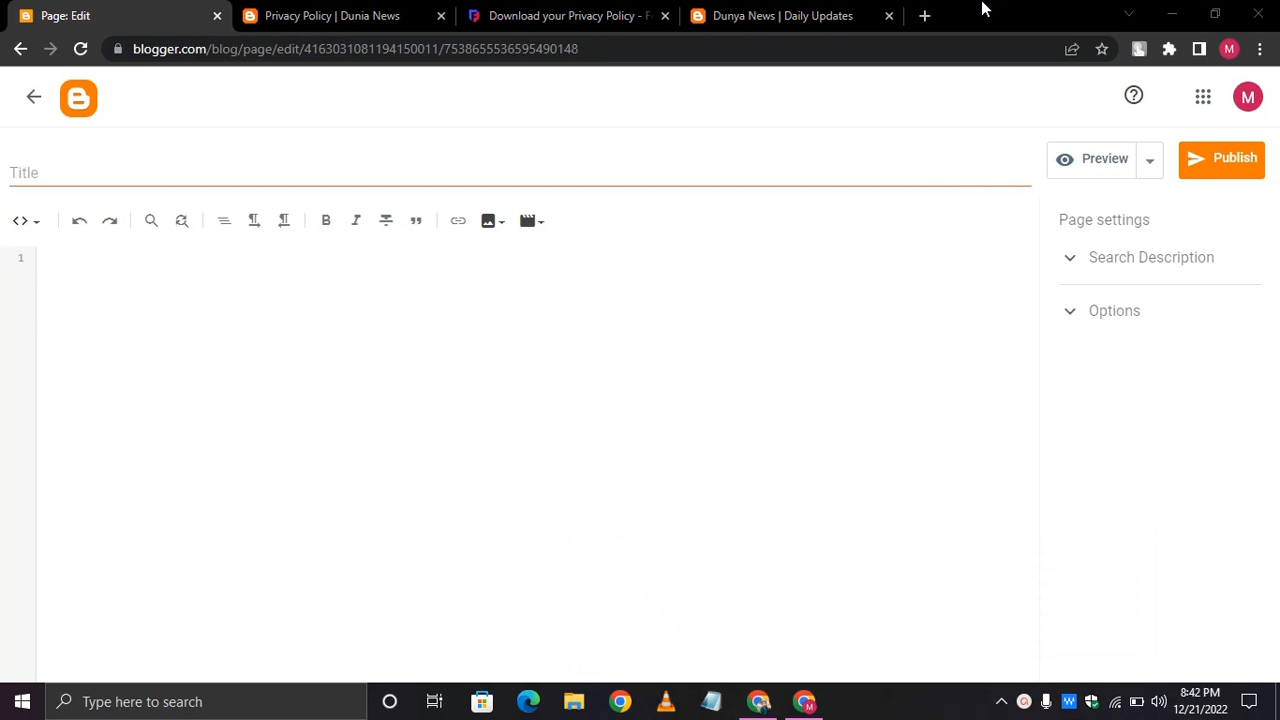 Page: Edit
Privacy Policy | Dunia News
Download your Privacy Policy - F
Dunya News | Daily Updates
blogger.com/blog/page/edit/4163031081194150011/7538655536595490148
M
M
Title
Preview
Publish
Page settings
1
Search Description
Options
Type here to search
8:42 PM
12/21/2022